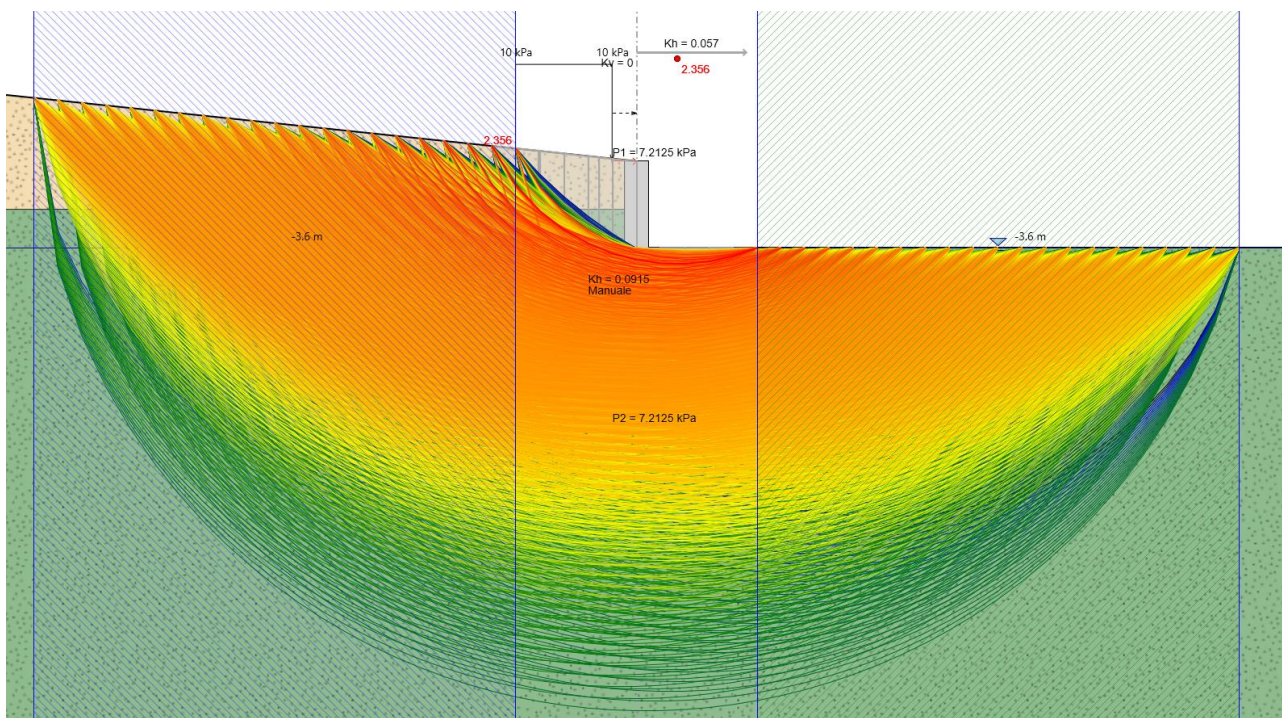 Kh = 0.057
10 kPa
10 kPa
Kv = 0
2.356
2.356
P1 = 7.2125 kPa
-3.6 m
-3.6 m
Kh = 0.0915
Manuale
P2 = 7.2125 kPa